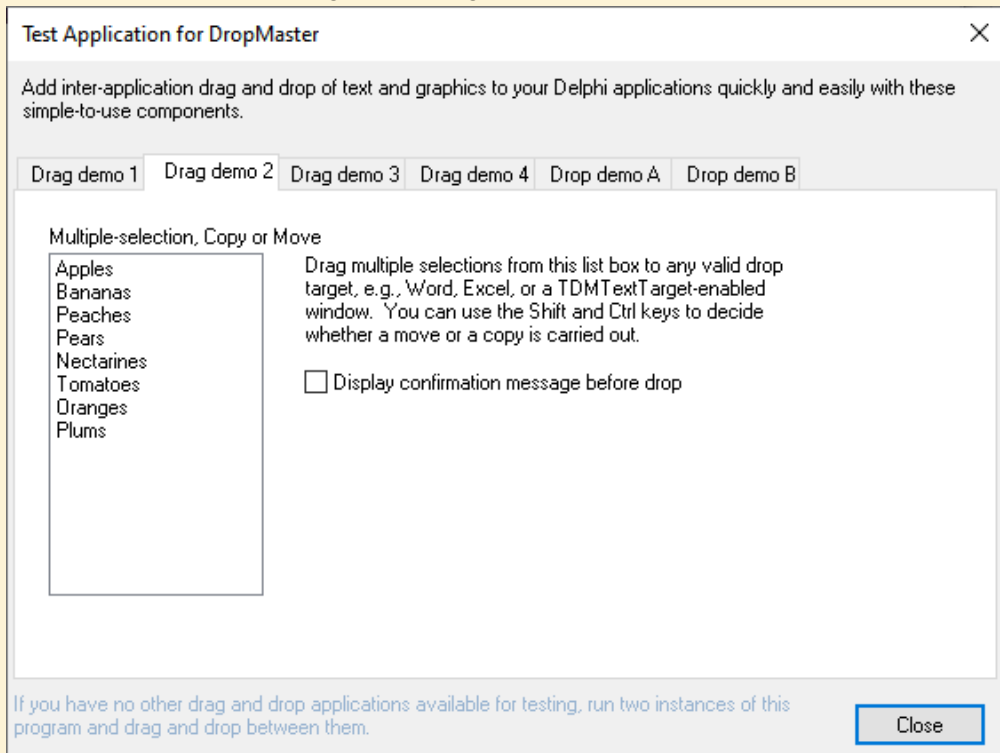 Test Application for DropMaster
Add inter-application drag and drop of text and graphics to your Delphi applications quickly and easily with these
simple-to-use components.
Drag demo 1 Drag demo 2 Drag demo 3 Drag demo 4 Drop demo A Drop demo B
Multiple-selection, Copy or Move
Apples
Bananas
Peaches
Pears
Nectarines
Tomatoes
Oranges
Plums
Drag multiple selections from this list box to any valid drop
target, e.g., Word, Excel, or a TDMTextTarget-enabled
window. You can use the Shift and Ctrl keys to decide
whether a move or a copy is carried out.
Display confirmation message before drop
If you have no other drag and drop applications available for testing, run two instances of this
program and drag and drop between them.
Close